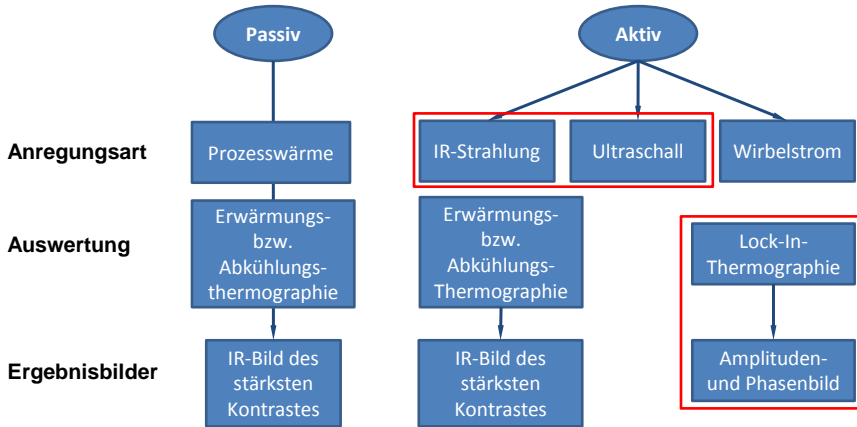 Passiv
Aktiv
Anregungsart
Prozesswärme
IR-Strahlung
Ultraschall
Wirbelstrom
Auswertung
Erwärmungs-
bzw.
Abkühlungs-
thermographie
Erwärmungs-
bzw.
Abkühlungs-
Thermographie
Lock-In-
Thermographie
Ergebnisbilder
IR-Bild des
stärksten
Kontrastes
IR-Bild des
stärksten
Kontrastes
Amplituden-
und Phasenbild